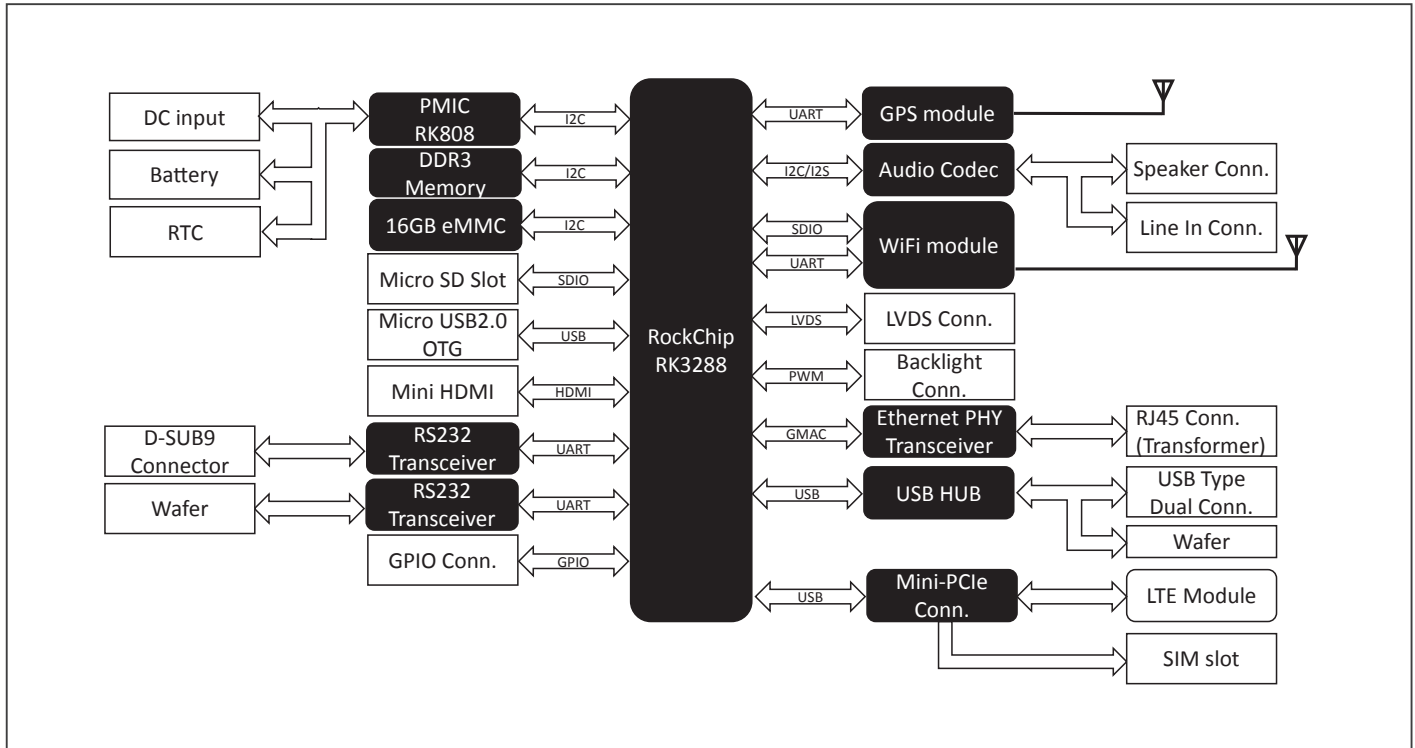 DC input
Battery
RTC
PMIC
RK808
I2C
DDR3
Memory
I2C
16GB eMMC
I2C
Micro SD Slot
SDIO
Micro USB2.0
OTG
USB
Mini HDMI
HDMI
D-SUB9
Connector
RS232
Transceiver
UART
Wafer
RS232
Transceiver
UART
GPIO Conn.
GPIO
RockChip
RK3288
UART
GPS module
I2C/I2S
Audio Codec
Speaker Conn.
Line In Conn.
SDIO
UART
WiFi module
LVDS
LVDS Conn.
PWM
Backlight
Conn.
GMAC
Ethernet PHY
Transceiver
RJ45 Conn.
(Transformer)
USB
USB HUB
USB Type
Dual Conn.
Wafer
USB
Mini-PCIe
Conn.
LTE Module
SIM slot